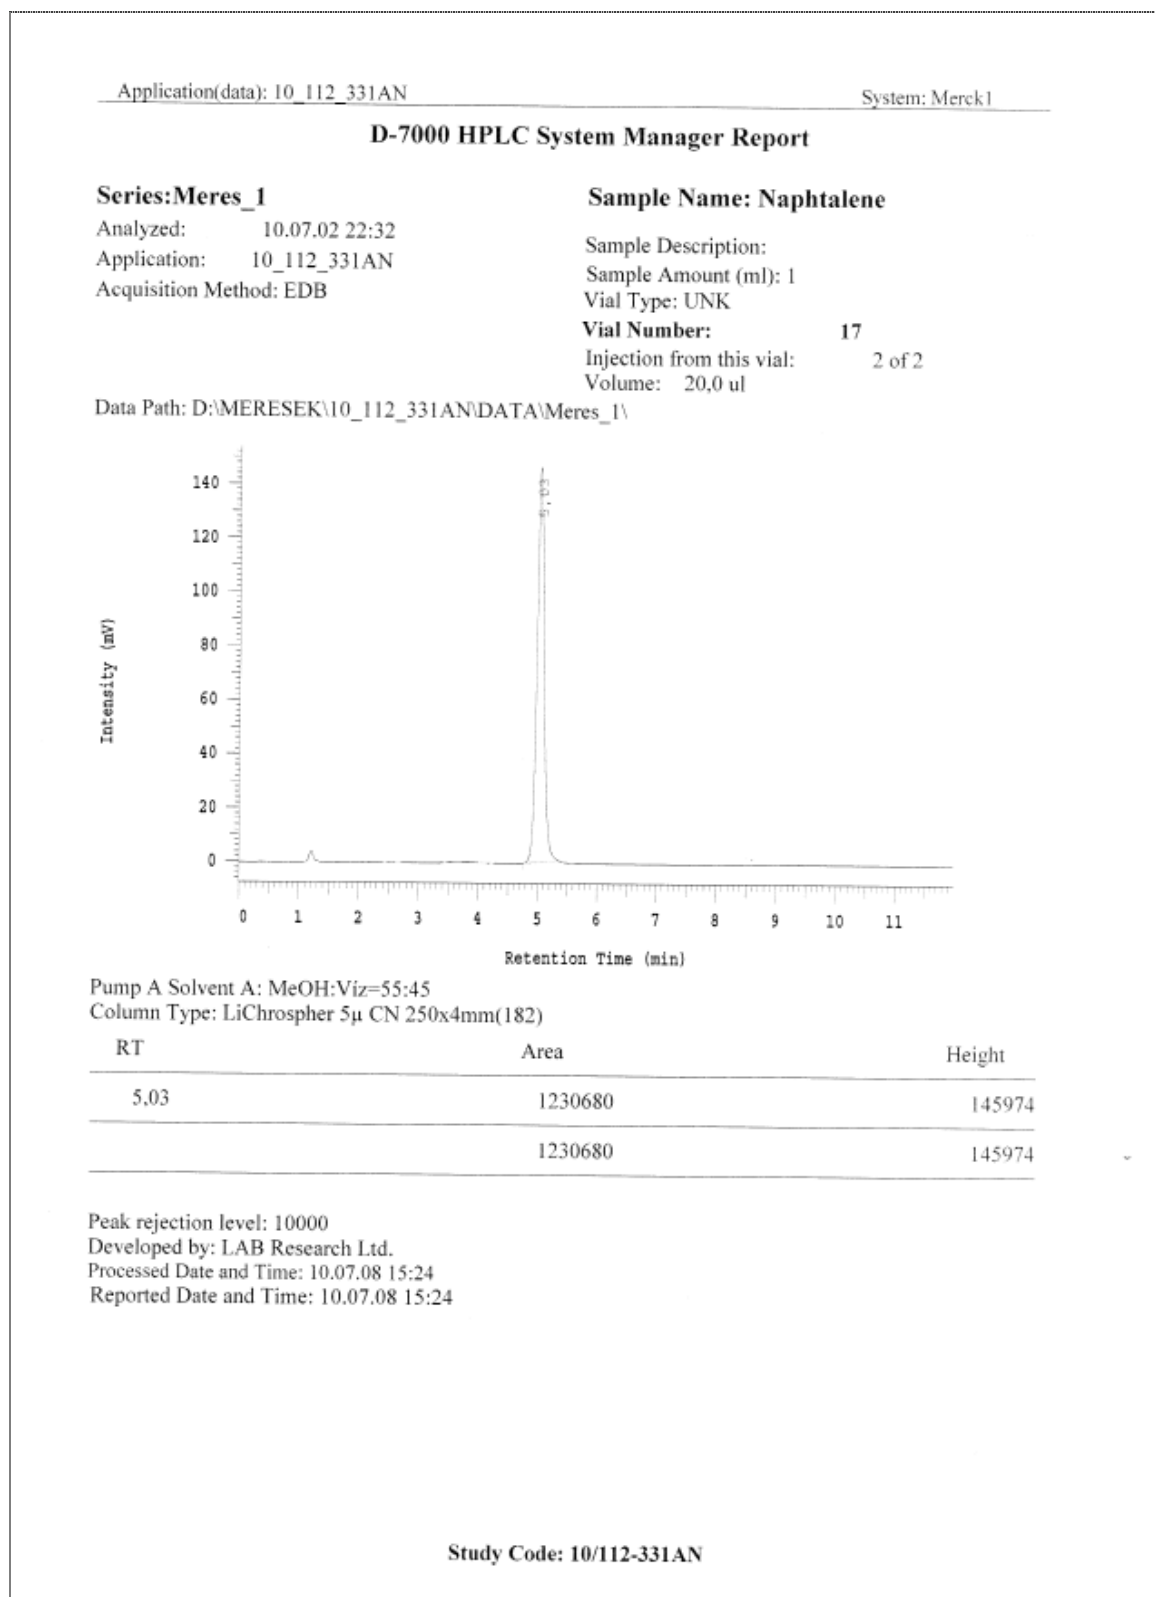 Application(data): 10_112_331AN System: Merck1
D-7000 HPLC System Manager Report
Series:Meres_1 Sample Name: Naphtalene
Analyzed: 10.07.02 22:32
Application: 10_112_331AN
Acquisition Method: EDB
Sample Description:
Sample Amount (ml): 1
Vial Type: UNK
Vial Number: 17
Injection from this vial: 2 of 2
Volume: 20,0 ul
Data Path: D:\MERESEK\10_112_331AN\DATA\Meres_1\
140
120
100
80
60
40
20
0
Intensity (mV)
5,03
0 1 2 3 4 5 6 7 8 9 10 11
Retention Time (min)
Pump A Solvent A: MeOH:Víz=55:45
Column Type: LiChrospher 5µ CN 250x4mm(182)
RT Area Height
5,03 1230680 145974
1230680 145974
Peak rejection level: 10000
Developed by: LAB Research Ltd.
Processed Date and Time: 10.07.08 15:24
Reported Date and Time: 10.07.08 15:24
Study Code: 10/112-331AN